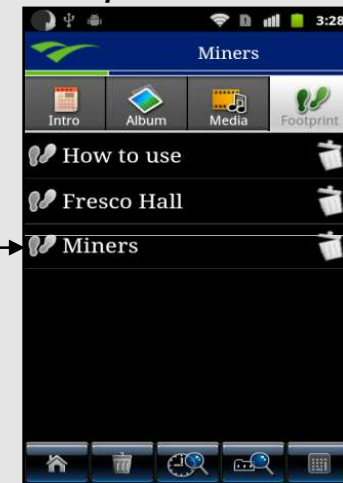 3:28
Miners
Intro Album Media Footprint
How to use
Fresco Hall
Miners